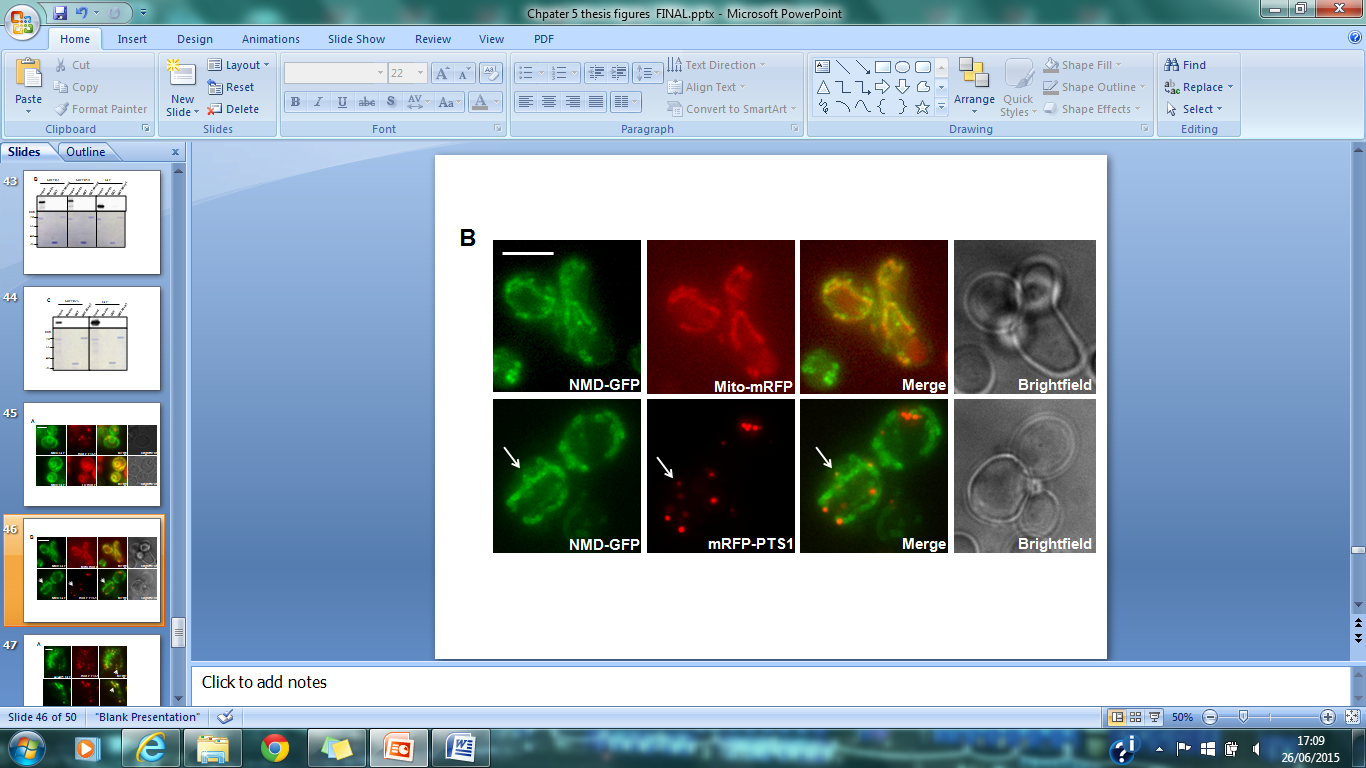 Chpater 5 thesis figures  FINAL.pptx - Microsoft PowerPoint
Home Insert Design Animations Slide Show Review View PDF
Paste
Cut
Copy
Format Painter
Clipboard
New Slide
Layout
Reset
Delete
Slides
22
B I U abc S AV Aa A
Font
Text Direction
Align Text
Convert to SmartArt
Paragraph
Arrange
Quick Styles
Shape Fill
Shape Outline
Shape Effects
Drawing
Find
Replace
Select
Editing
Slides Outline
43
44
45
46
47
B
NMD-GFP Mito-mRFP Merge Brightfield
NMD-GFP mRFP-PTS1 Merge Brightfield
Click to add notes
Slide 46 of 50 "Blank Presentation" 50%
17:09
26/06/2015